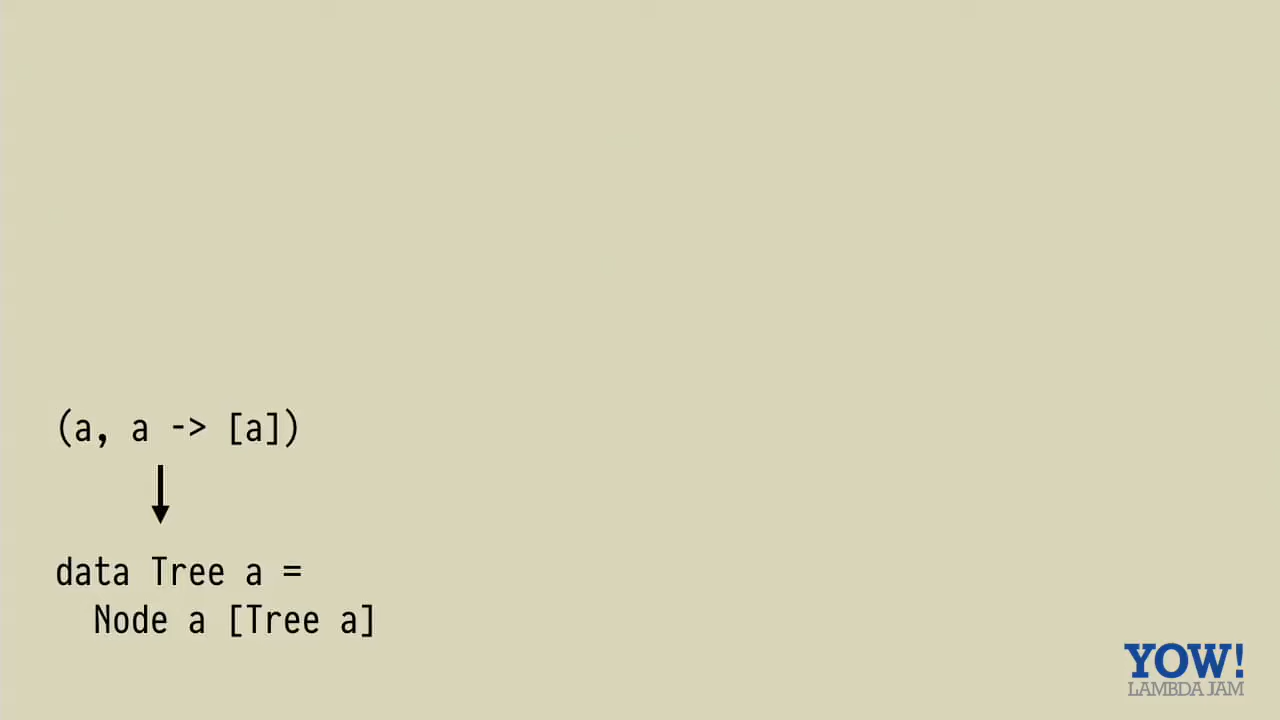 (a, a -> [a])
data Tree a =
Node a [Tree a]
YOW!
LAMBDA JAM